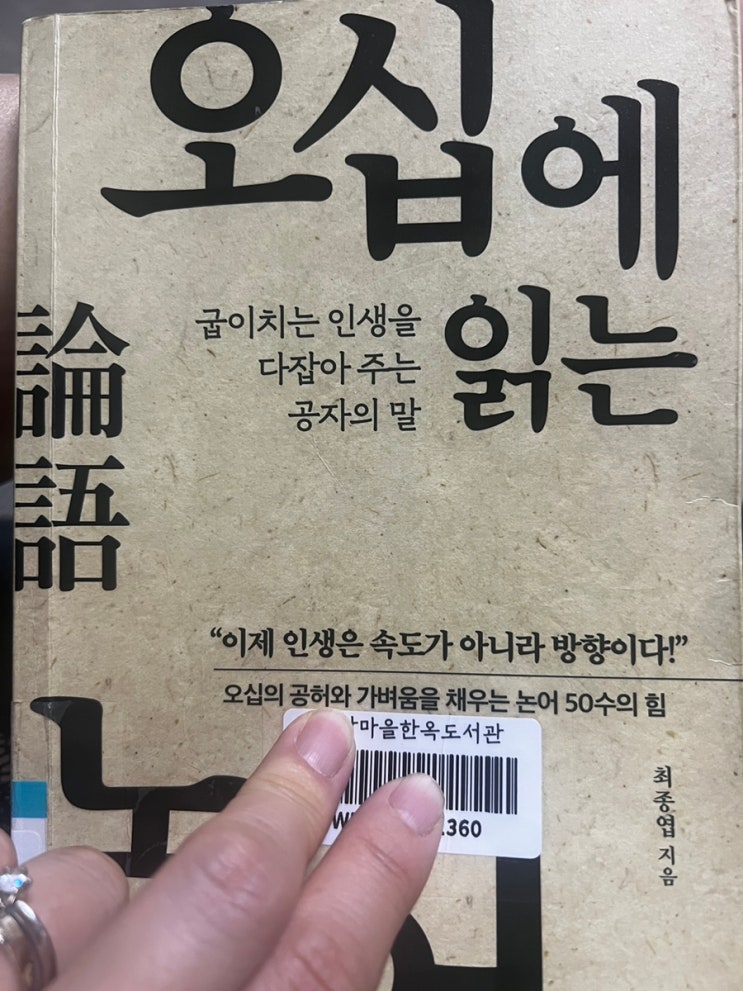 오십에
읽는
굽이치는 인생을
다잡아 주는
공자의 말
論語
“이제 인생은 속도가 아니라 방향이다!”
오십의 공허와 가벼움을 채우는 논어 50수의 힘
마을한옥도서관
360
최종엽 지음